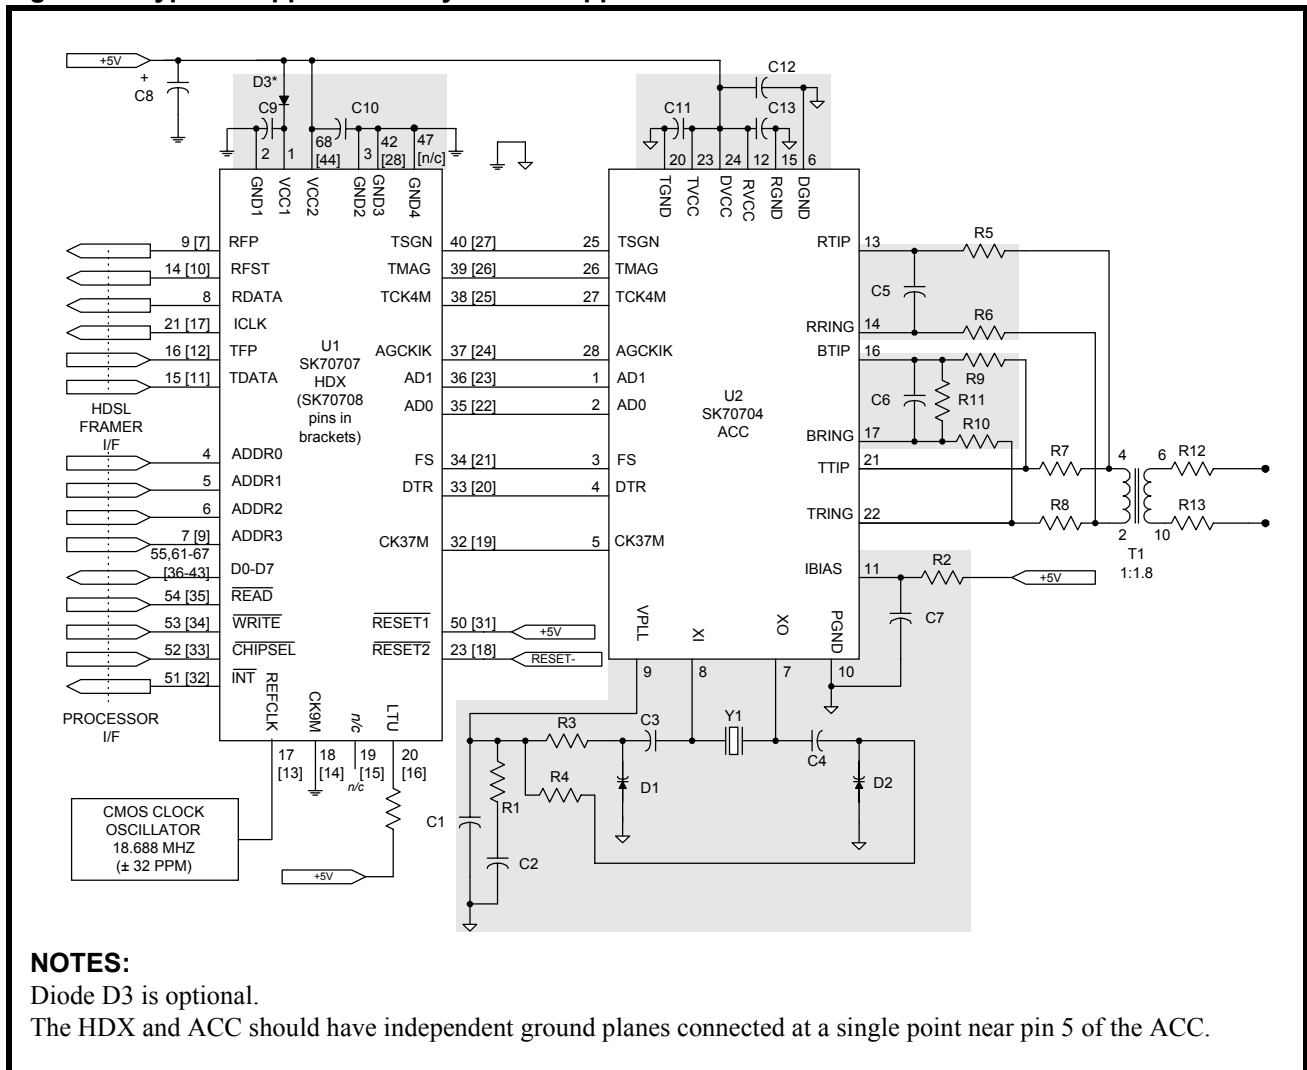 +5V
+
C8
D3*
C9
C10
2
1
68
[44]
3
42
[28]
47
[n/c]
GND1
VCC1
VCC2
GND2
GND3
GND4
C12
C11
C13
20
23
24
12
15
6
TGND
TVCC
DVCC
RVCC
RGND
DGND
9 [7]
RFP
14 [10]
RFST
8
RDATA
21 [17]
ICLK
16 [12]
TFP
15 [11]
TDATA
HDSL
FRAMER
I/F
4
ADDR0
5
ADDR1
6
ADDR2
7 [9]
ADDR3
55,61-67
[36-43]
D0-D7
54 [35]
READ
53 [34]
WRITE
52 [33]
CHIPSEL
51 [32]
INT
PROCESSOR
I/F
U1
SK70707
HDX
(SK70708
pins in
brackets)
TSGN
40 [27]
TMAG
39 [26]
TCK4M
38 [25]
AGCKIK
37 [24]
AD1
36 [23]
AD0
35 [22]
FS
34 [21]
DTR
33 [20]
CK37M
32 [19]
RESET1
50 [31]
+5V
RESET2
23 [18]
RESET-
REFCLK
CK9M
n/c
LTU
17
[13]
18
[14]
19
[15]
n/c
20
[16]
CMOS CLOCK
OSCILLATOR
18.688 MHZ
(± 32 PPM)
+5V
25
TSGN
26
TMAG
27
TCK4M
28
AGCKIK
1
AD1
2
AD0
3
FS
4
DTR
5
CK37M
U2
SK70704
ACC
RTIP
13
R5
C5
RRING
14
R6
BTIP
16
R9
C6
R11
R10
BRING
17
TTIP
21
R7
4
6
R12
TRING
22
R8
2
10
R13
T1
1:1.8
IBIAS
11
R2
+5V
C7
VPLL
XI
XO
PGND
9
8
7
10
R3
C3
Y1
C4
R4
D1
D2
R1
C1
C2
NOTES:
Diode D3 is optional.
The HDX and ACC should have independent ground planes connected at a single point near pin 5 of the ACC.